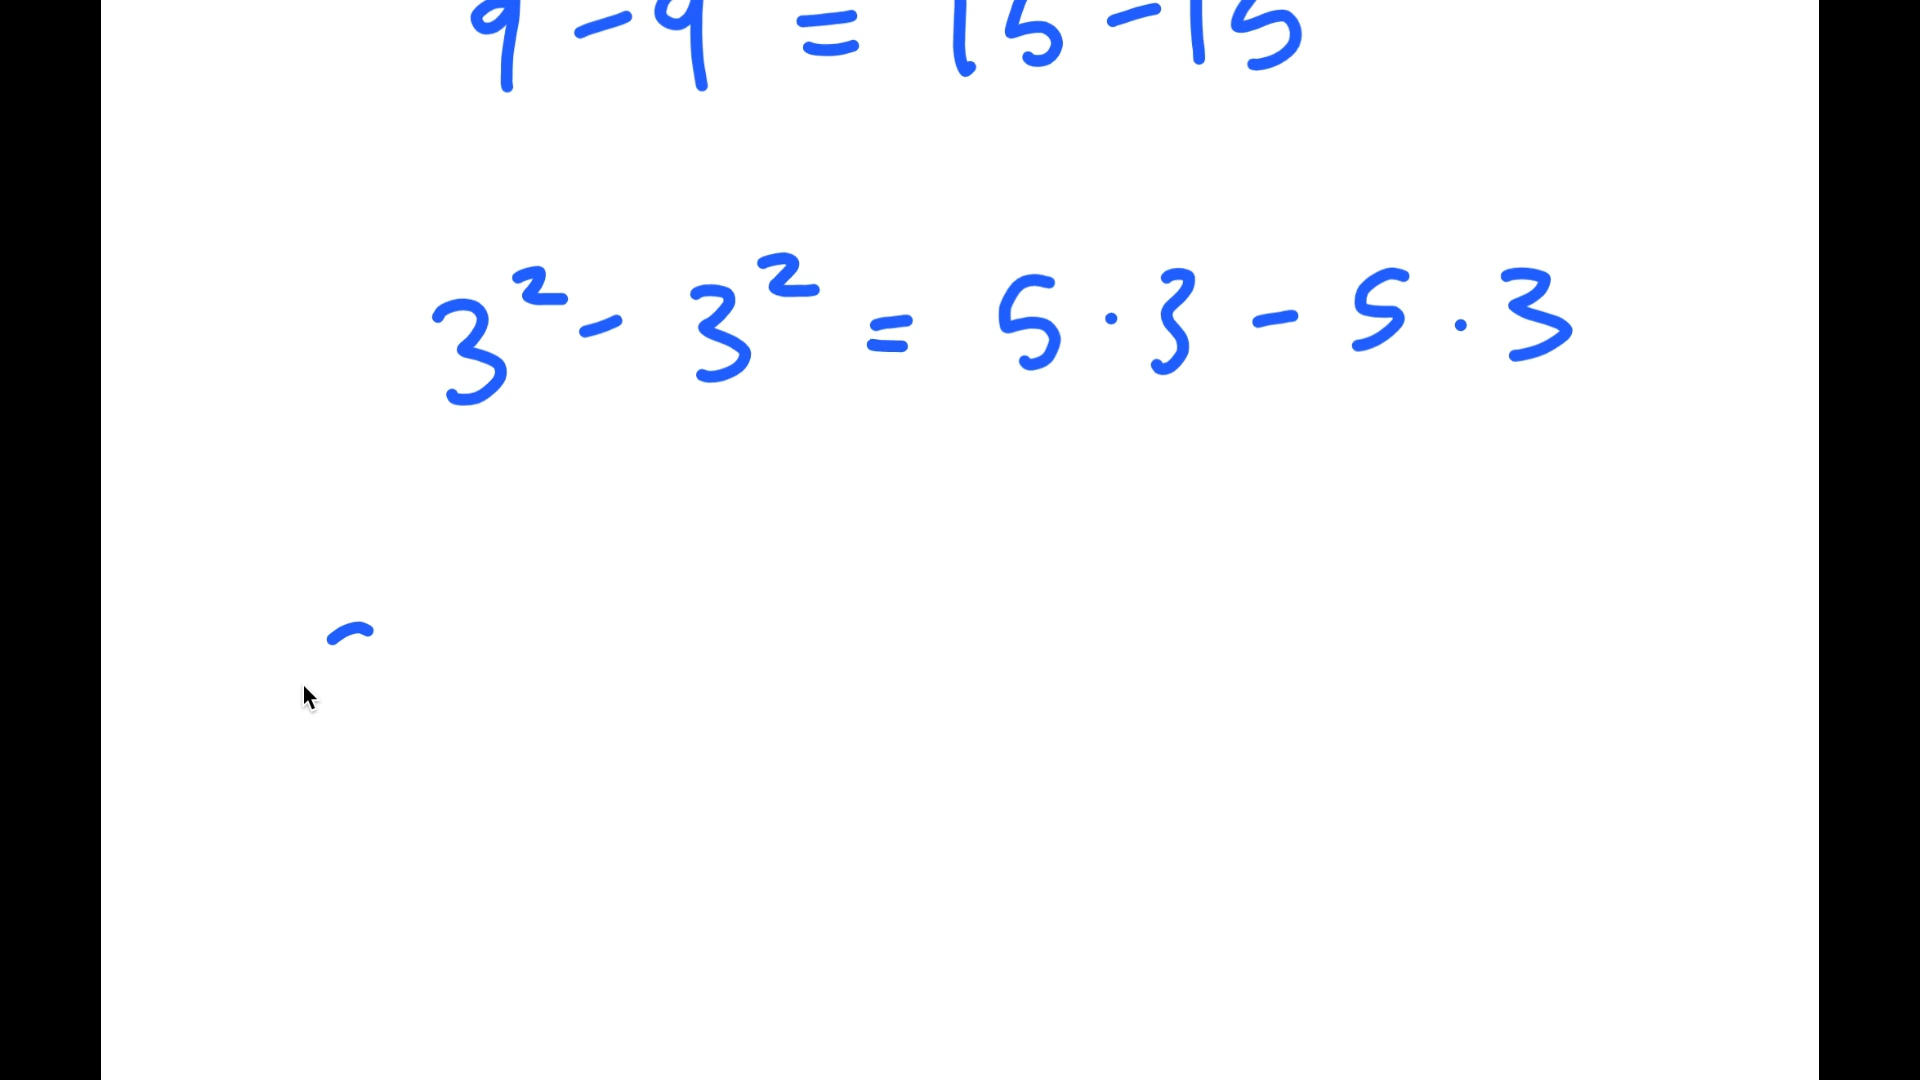 9 - 9 = 15 - 15
3² - 3² = 5 · 3 - 5 · 3